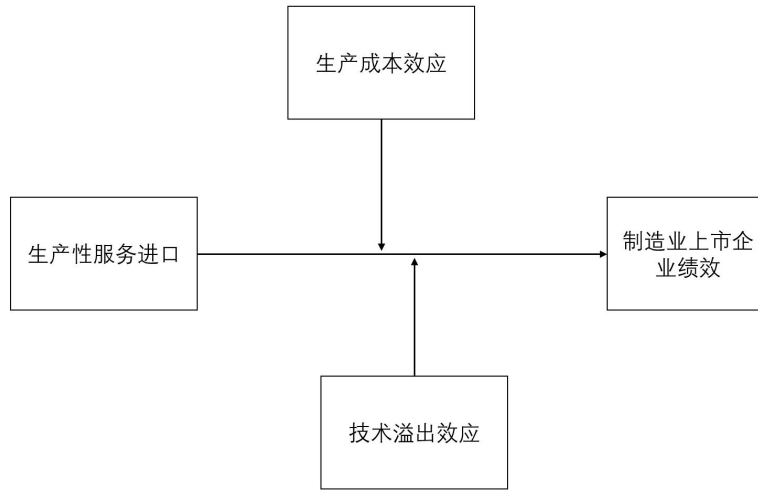 生产成本效应
生产性服务进口
制造业上市企
业绩效
技术溢出效应